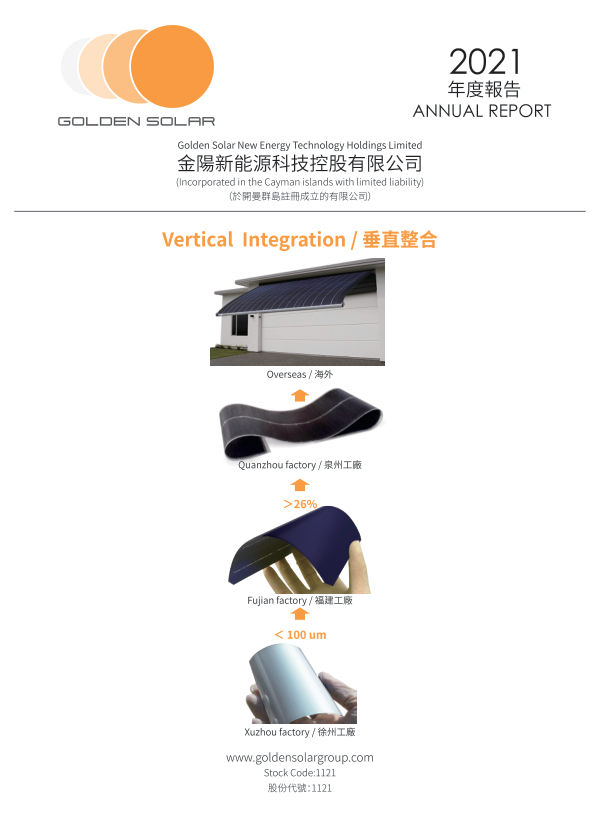 GOLDEN SOLAR
2021
年度報告
ANNUAL REPORT
Golden Solar New Energy Technology Holdings Limited
金陽新能源科技控股有限公司
(Incorporated in the Cayman islands with limited liability)
(於開曼群島註冊成立的有限公司)
Vertical Integration / 垂直整合
Overseas / 海外
Quanzhou factory / 泉州工廠
>26%
Fujian factory / 福建工廠
< 100 um
Xuzhou factory / 徐州工廠
www.goldensolargroup.com
Stock Code:1121
股份代號:1121